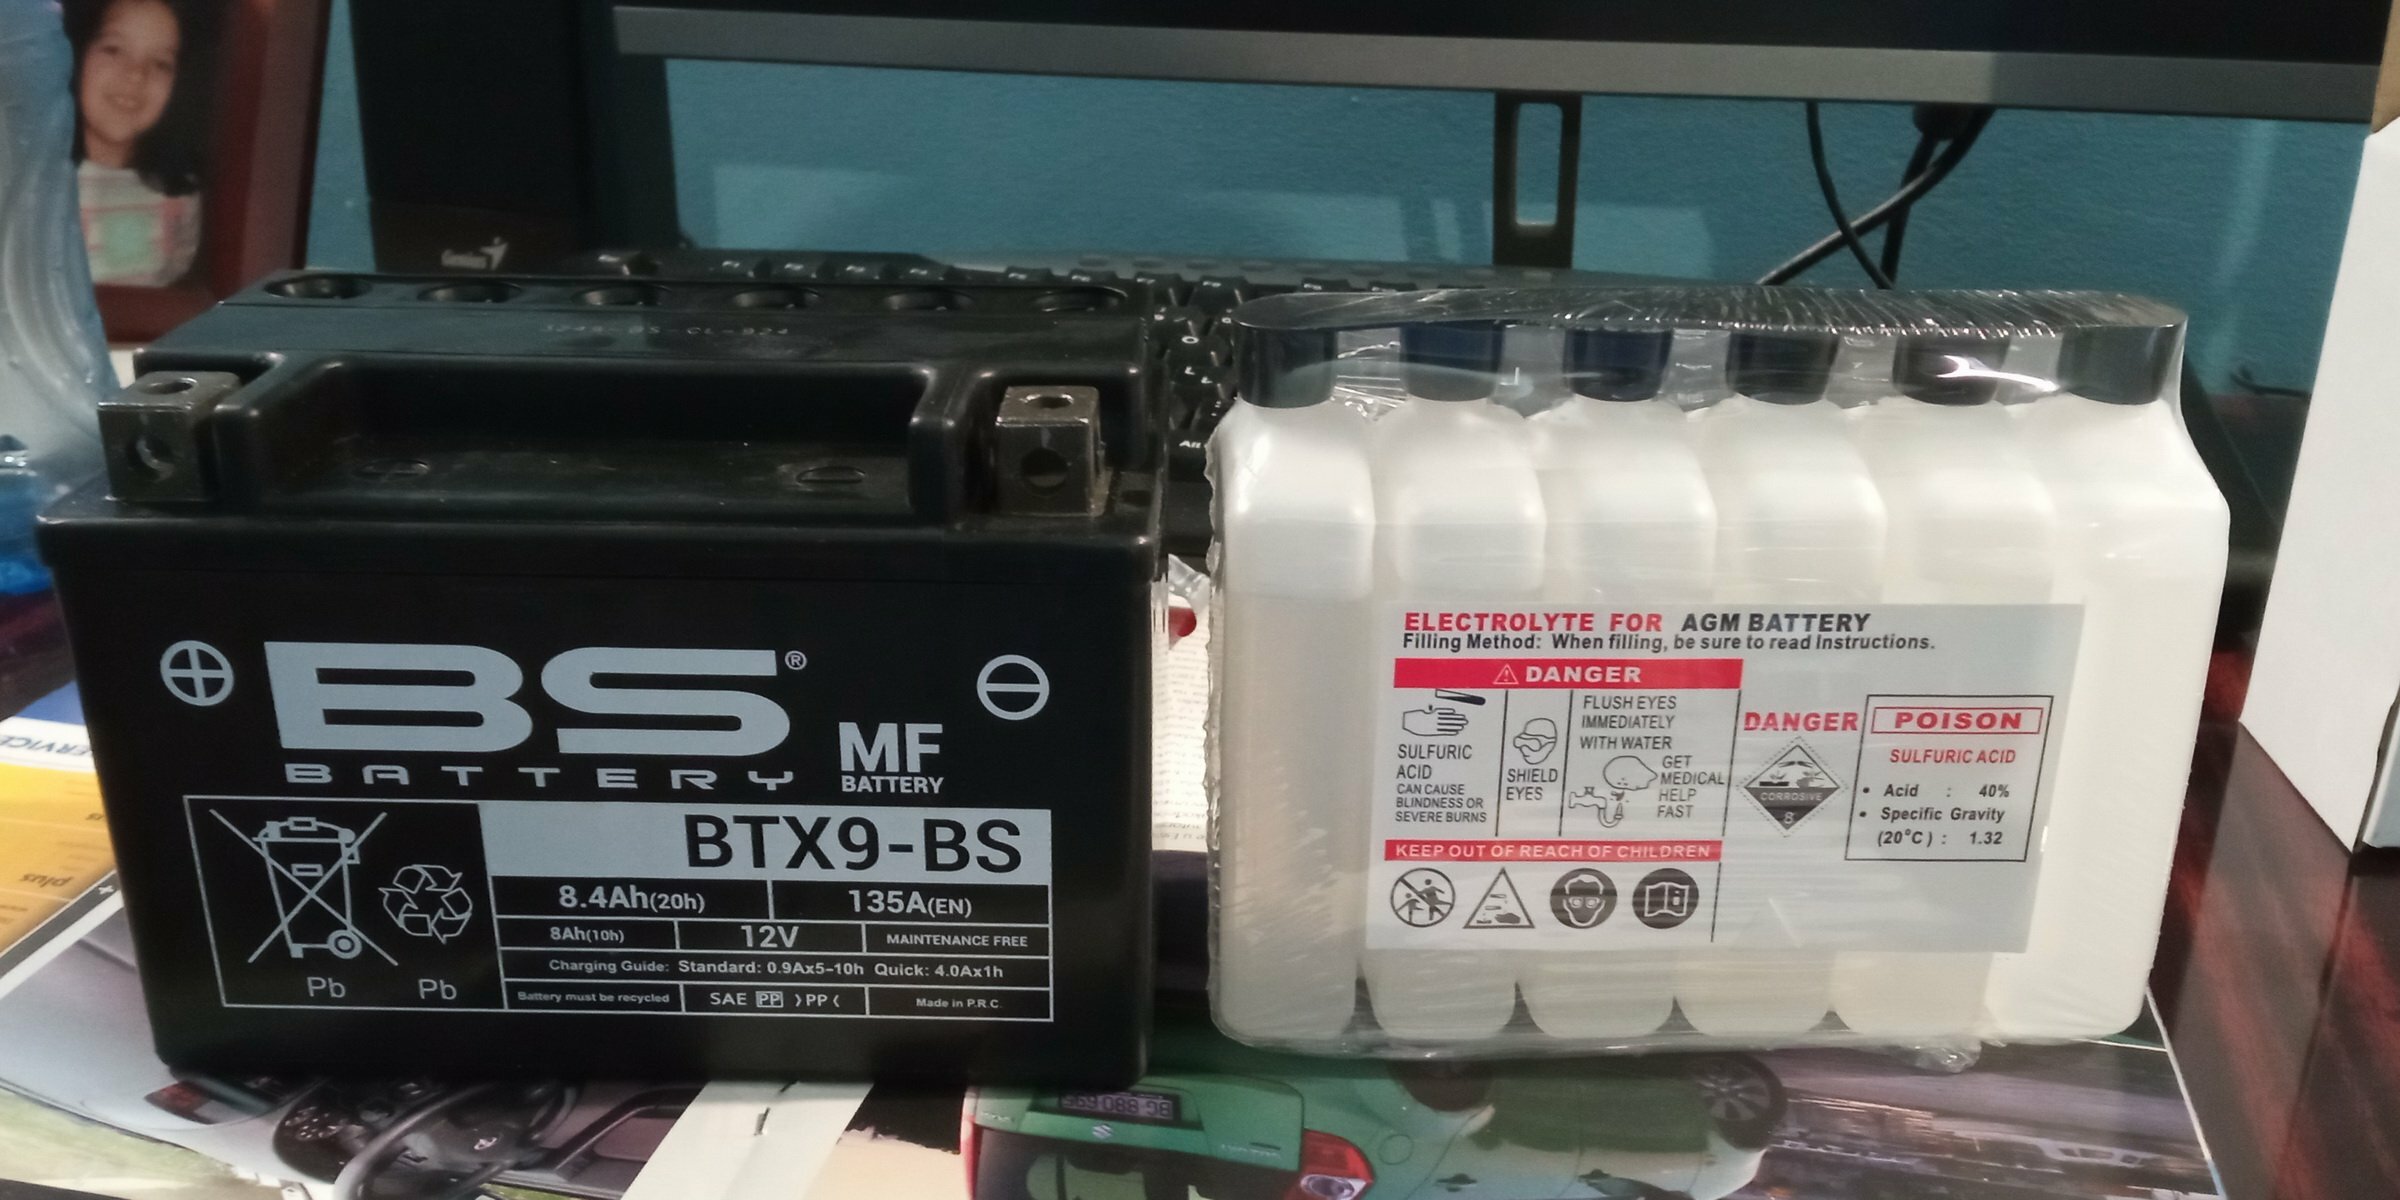 Genius
BS®
BATTERY
MF
BATTERY
BTX9-BS
8.4Ah(20h)
135A(EN)
8Ah(10h)
12V
MAINTENANCE FREE
Charging Guide: Standard: 0.9Ax5-10h Quick: 4.0Ax1h
Battery must be recycled
SAE PP >PP<
Made in P.R.C.
Pb
Pb
ELECTROLYTE FOR AGM BATTERY
Filling Method: When filling, be sure to read Instructions.
DANGER
SULFURIC
ACID
CAN CAUSE
BLINDNESS OR
SEVERE BURNS
SHIELD
EYES
FLUSH EYES
IMMEDIATELY
WITH WATER
GET
MEDICAL
HELP
FAST
KEEP OUT OF REACH OF CHILDREN
DANGER
CORROSIVE
8
POISON
SULFURIC ACID
• Acid : 40%
• Specific Gravity
(20°C) : 1.32
plus